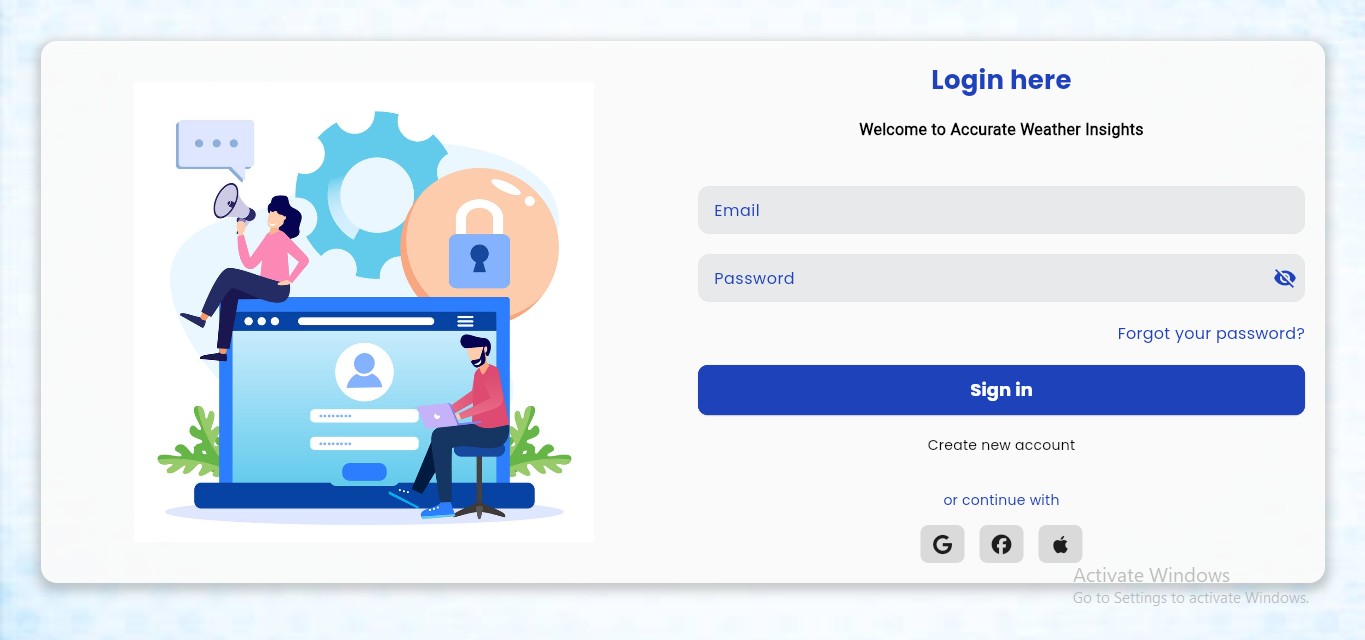 Login here
Welcome to Accurate Weather Insights
Email
Password
Forgot your password?
Sign in
Create new account
or continue with
Activate Windows
Go to Settings to activate Windows.